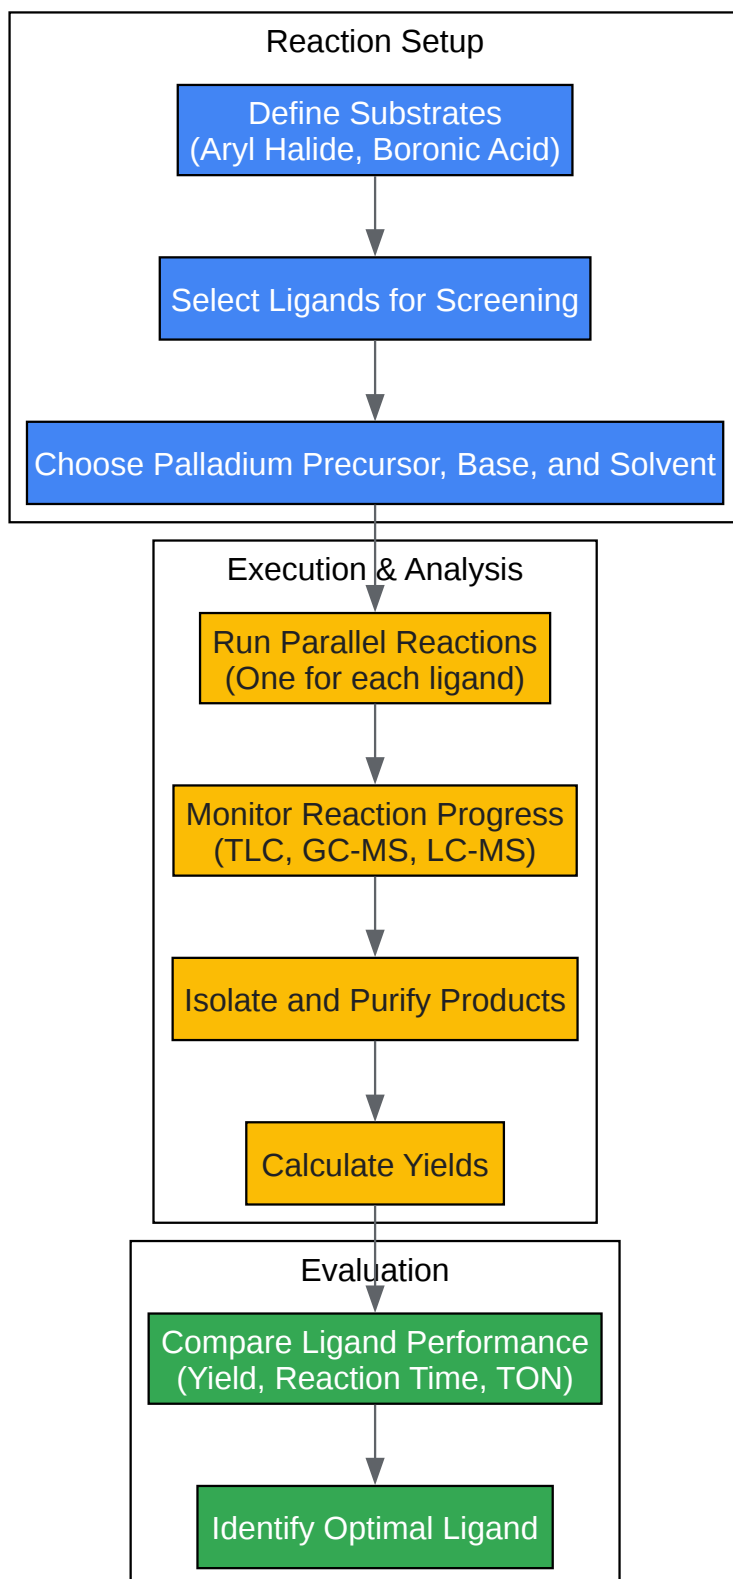 Reaction Setup
Define Substrates
(Aryl Halide, Boronic Acid)
Select Ligands for Screening
Choose Palladium Precursor, Base, and Solvent
Execution & Analysis
Run Parallel Reactions
(One for each ligand)
Monitor Reaction Progress
(TLC, GC-MS, LC-MS)
Isolate and Purify Products
Calculate Yields
Evaluation
Compare Ligand Performance
(Yield, Reaction Time, TON)
Identify Optimal Ligand